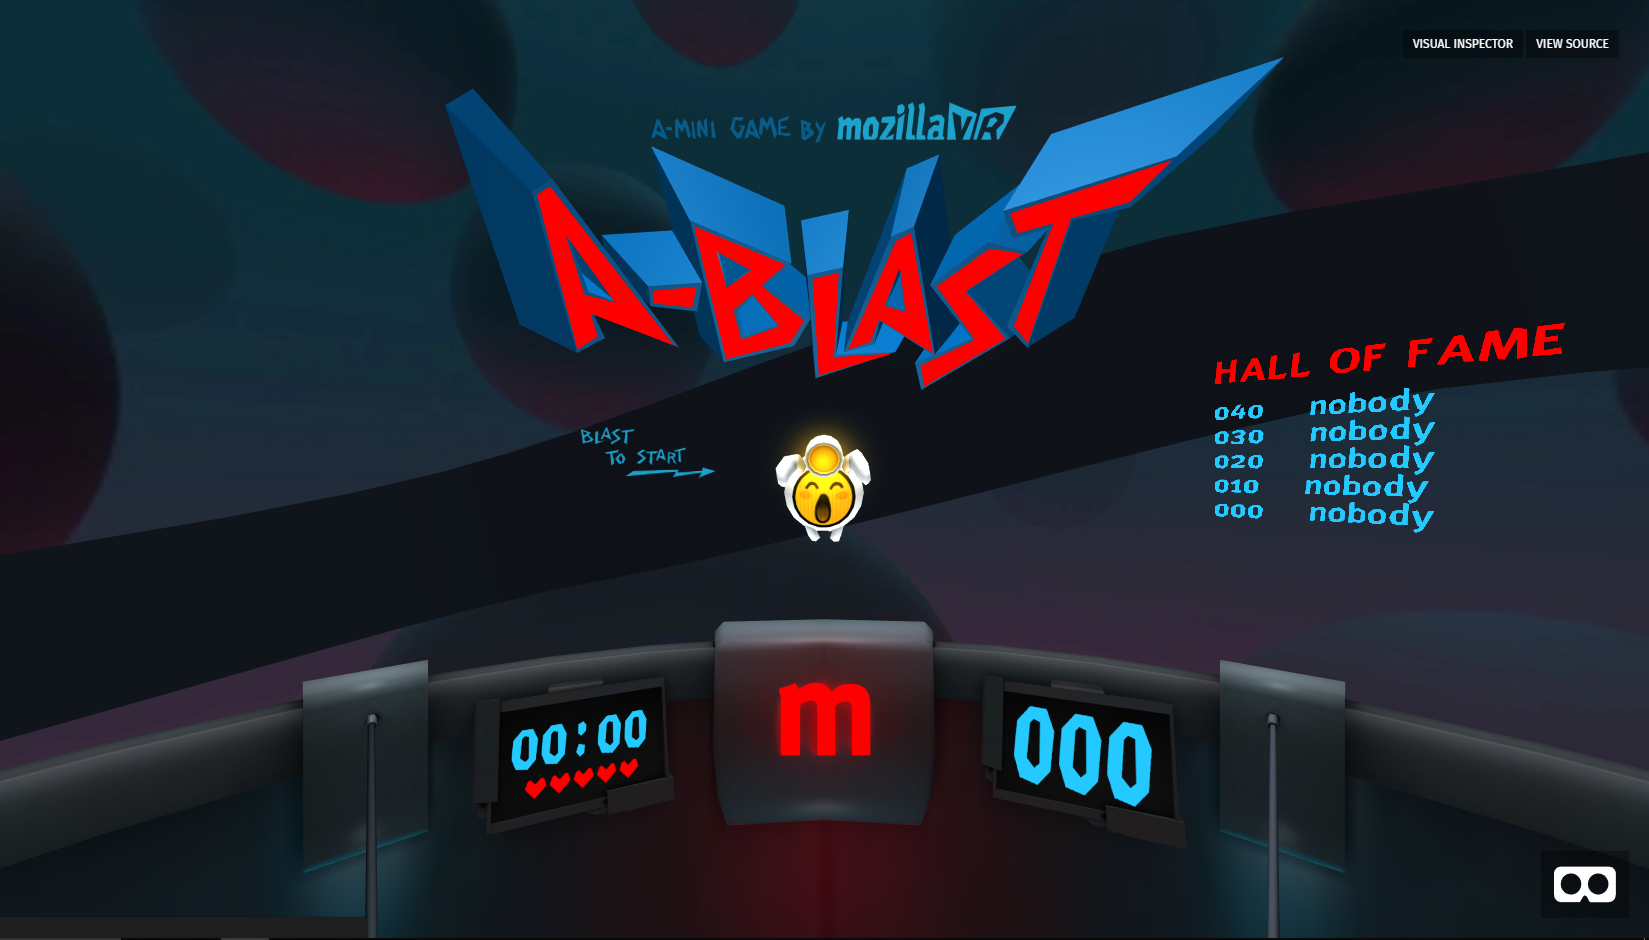 VISUAL INSPECTOR VIEW SOURCE
A-MINI GAME BY mozillaVR
A-BLAST
BLAST
TO START
HALL OF FAME
040 nobody
030 nobody
020 nobody
010 nobody
000 nobody
00:00
m
000